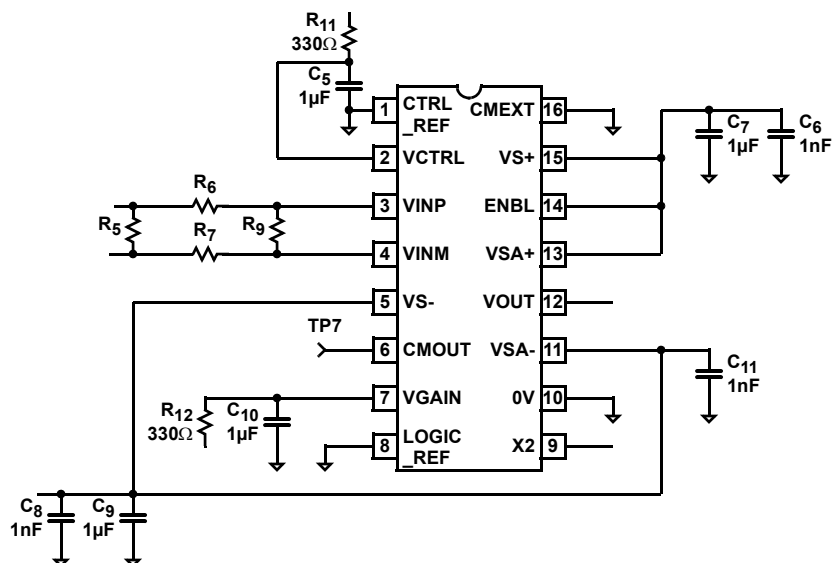 R11
330Ω
C5
1µF
1 CTRL _REF
CMEXT 16
C7
1µF
C6
1nF
2 VCTRL
VS+ 15
R6
R5
R7
R9
3 VINP
ENBL 14
4 VINM
VSA+ 13
5 VS-
VOUT 12
TP7
6 CMOUT
VSA- 11
C11
1nF
R12
330Ω
C10
1µF
7 VGAIN
0V 10
8 LOGIC _REF
X2 9
C8
1nF
C9
1µF